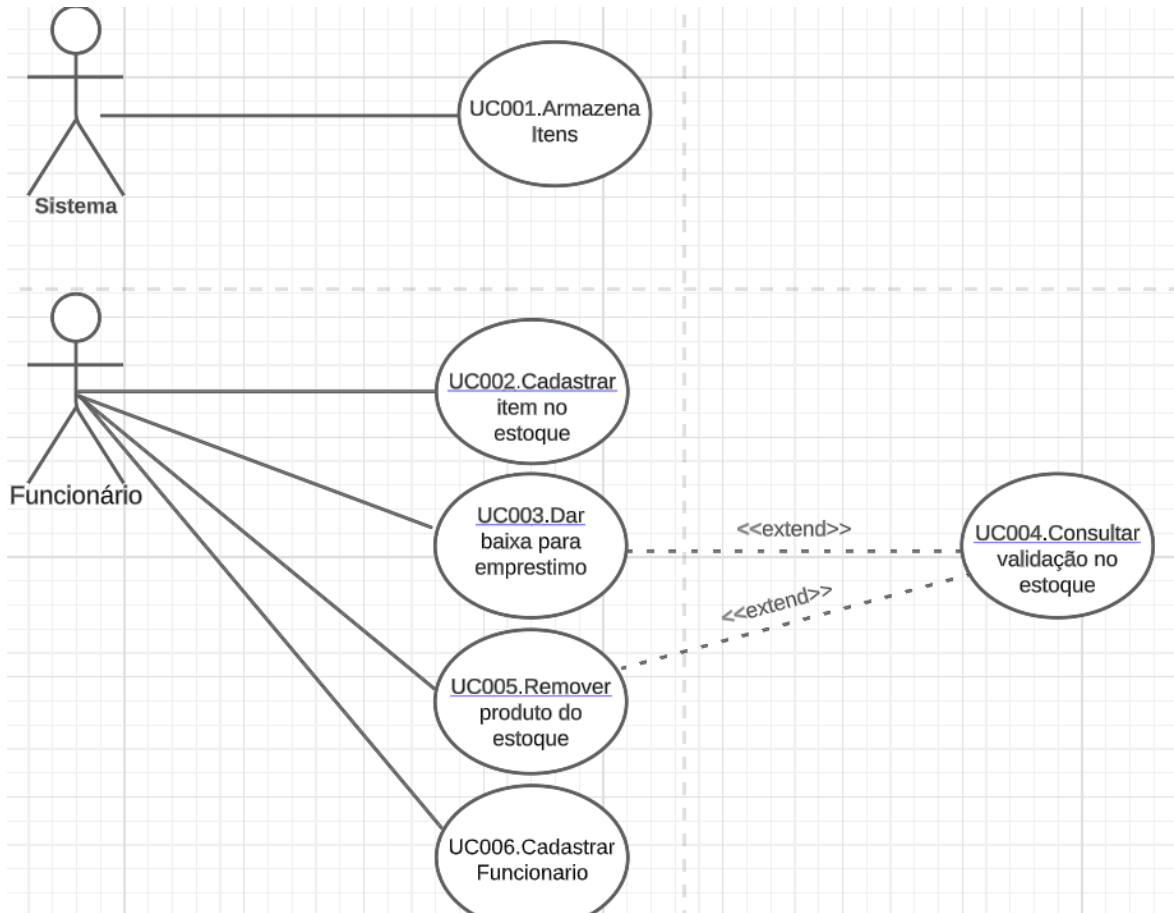 UC001.Armazena
Itens
Sistema
UC002.Cadastrar
item no
estoque
Funcionário
UC003.Dar
baixa para
emprestimo
<<extend>>
UC004.Consultar
validação no
estoque
<<extend>>
UC005.Remover
produto do
estoque
UC006.Cadastrar
Funcionario